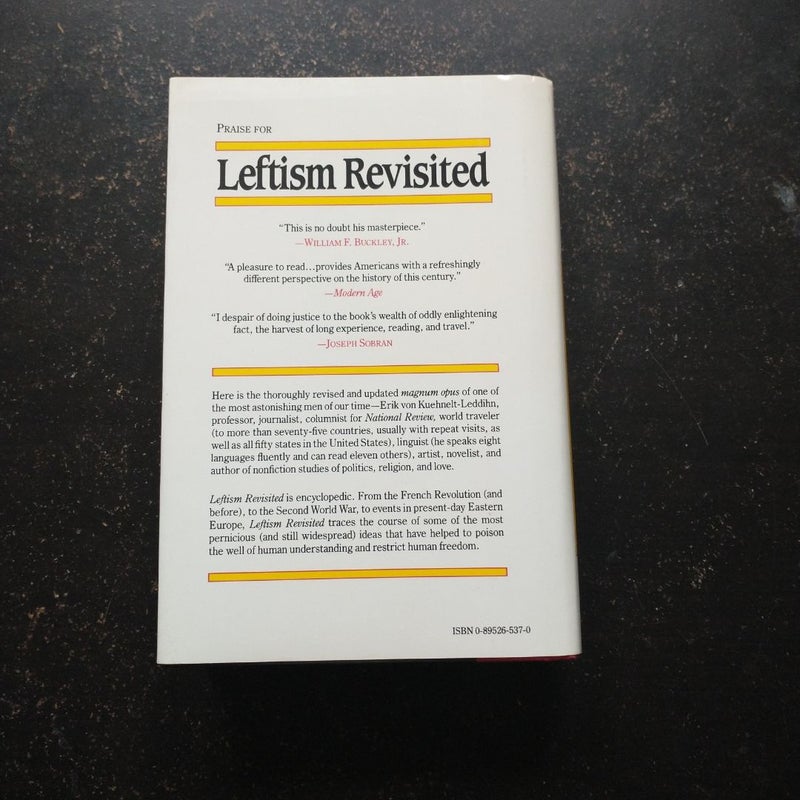 PRAISE FOR
Leftism Revisited
“This is no doubt his masterpiece.”
—WILLIAM F. BUCKLEY, JR.
“A pleasure to read...provides Americans with a refreshingly
different perspective on the history of this century.”
—Modern Age
“I despair of doing justice to the book’s wealth of oddly enlightening
fact, the harvest of long experience, reading, and travel.”
—JOSEPH SOBRAN
Here is the thoroughly revised and updated magnum opus of one of
the most astonishing men of our time—Erik von Kuehnelt-Leddihn,
professor, journalist, columnist for National Review, world traveler
(to more than seventy-five countries, usually with repeat visits, as
well as all fifty states in the United States), linguist (he speaks eight
languages fluently and can read eleven others), artist, novelist, and
author of nonfiction studies of politics, religion, and love.
Leftism Revisited is encyclopedic. From the French Revolution (and
before), to the Second World War, to events in present-day Eastern
Europe, Leftism Revisited traces the course of some of the most
pernicious (and still widespread) ideas that have helped to poison
the well of human understanding and restrict human freedom.
ISBN 0-89526-537-0